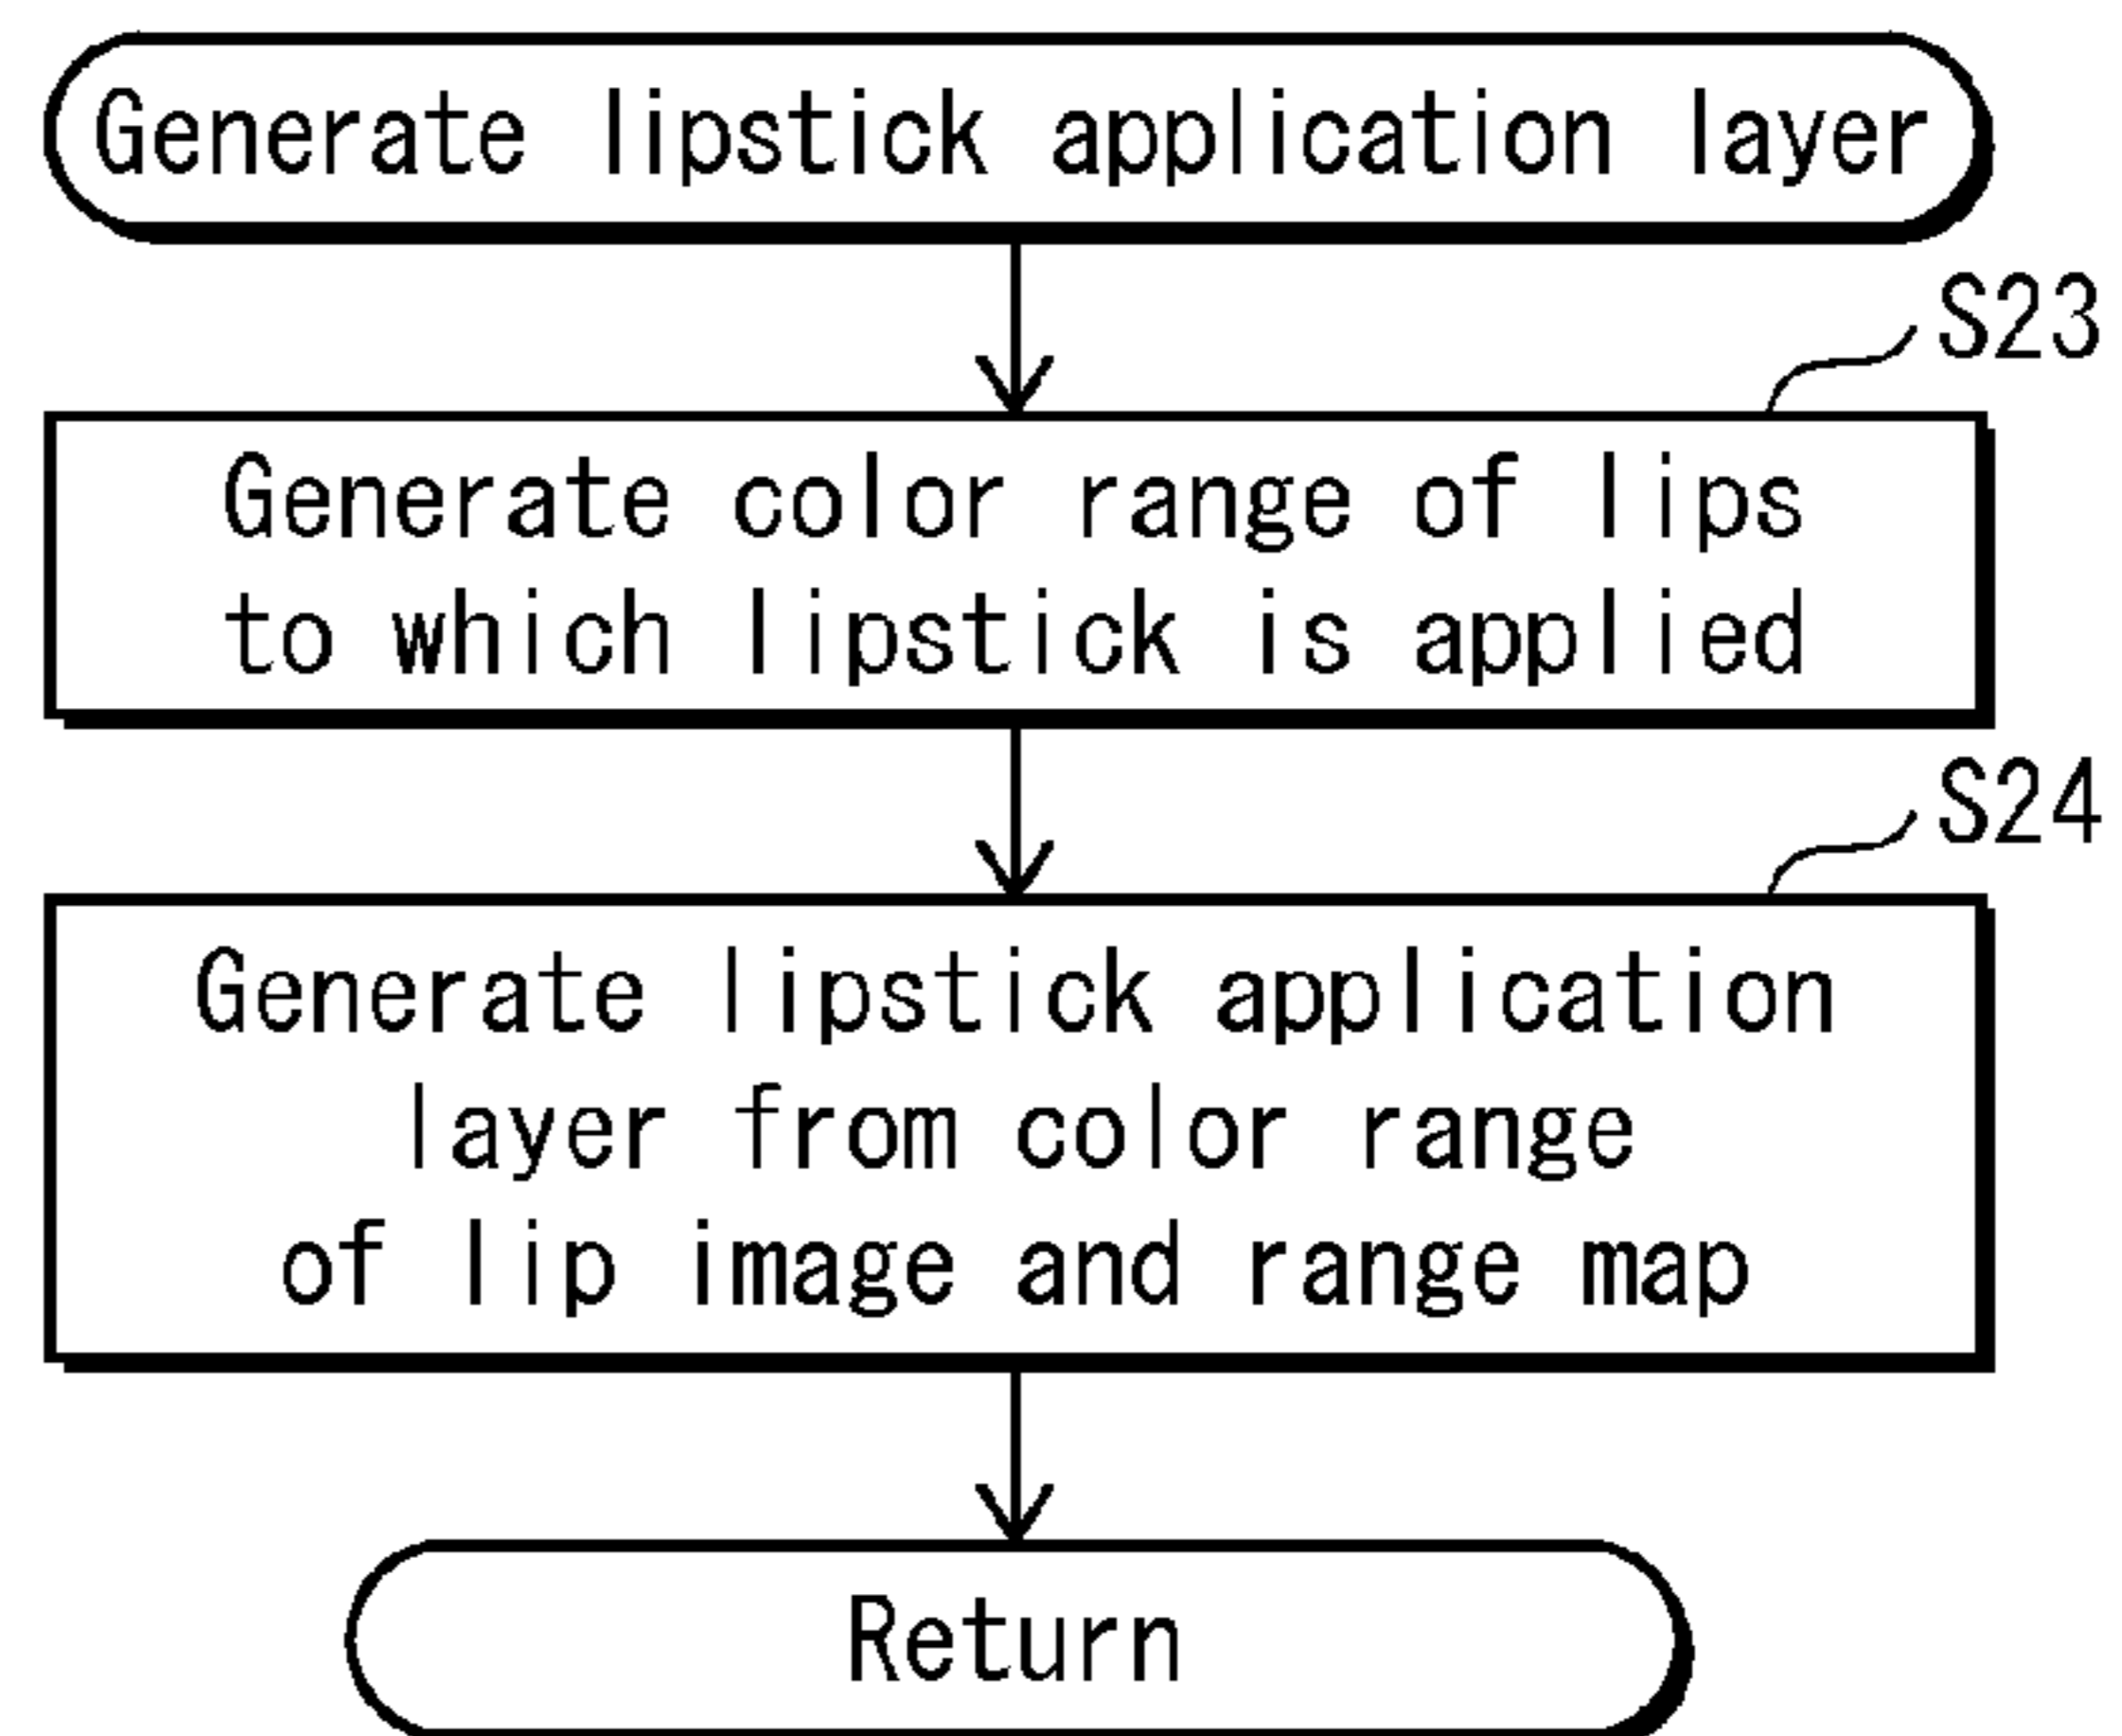 Generate lipstick application layer
S23
Generate color range of lips
to which lipstick is applied
S24
Generate lipstick application
layer from color range
of lip image and range map
Return